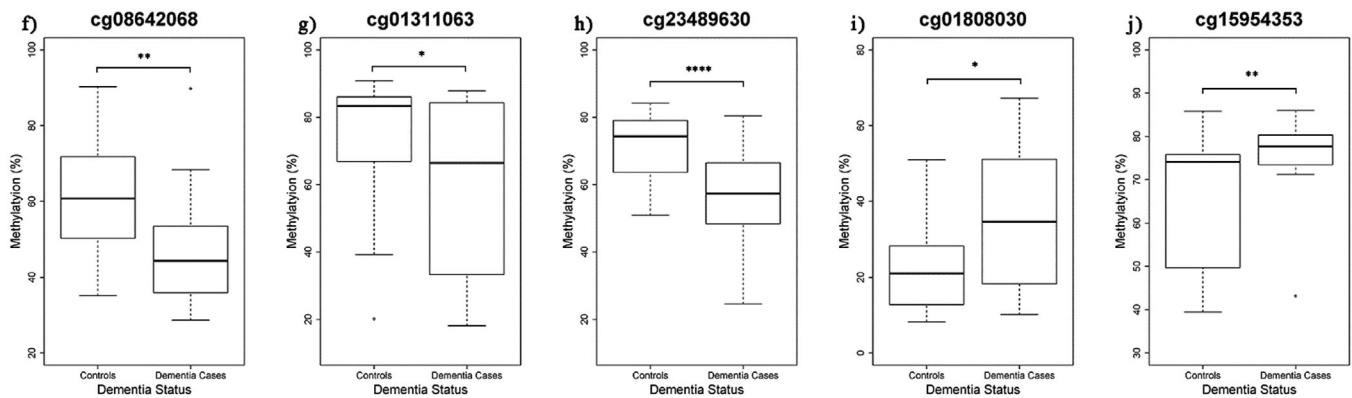 f) cg08642068
g) cg01311063
h) cg23489630
i) cg01808030
j) cg15954353
**
*
****
*
**
Methylatyion (%)
100
80
60
40
20
Controls
Dementia Cases
Dementia Status
Methylatyion (%)
100
80
60
40
20
Controls
Dementia Cases
Dementia Status
Methylatyion (%)
100
80
60
40
20
Controls
Dementia Cases
Dementia Status
Methylatyion (%)
80
60
40
20
0
Controls
Dementia Cases
Dementia Status
Methylatyion (%)
100
90
80
70
60
50
40
30
Controls
Dementia Cases
Dementia Status